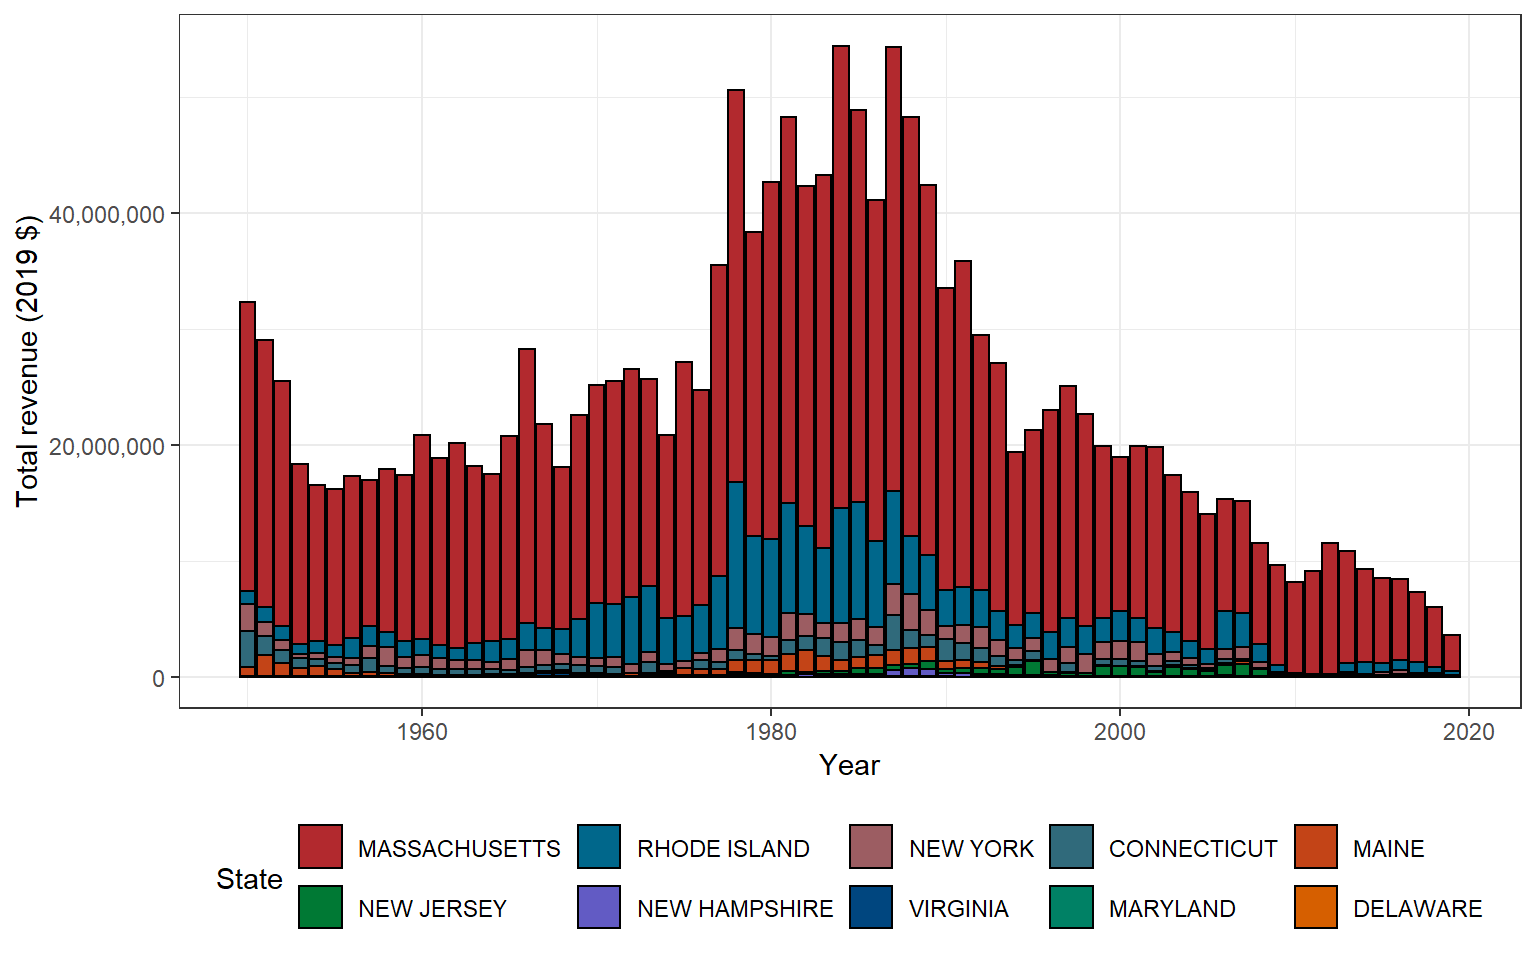 Total revenue (2019 $)
40,000,000
20,000,000
0
1960 1980 2000 2020
Year
State
MASSACHUSETTS RHODE ISLAND NEW YORK CONNECTICUT MAINE
NEW JERSEY NEW HAMPSHIRE VIRGINIA MARYLAND DELAWARE